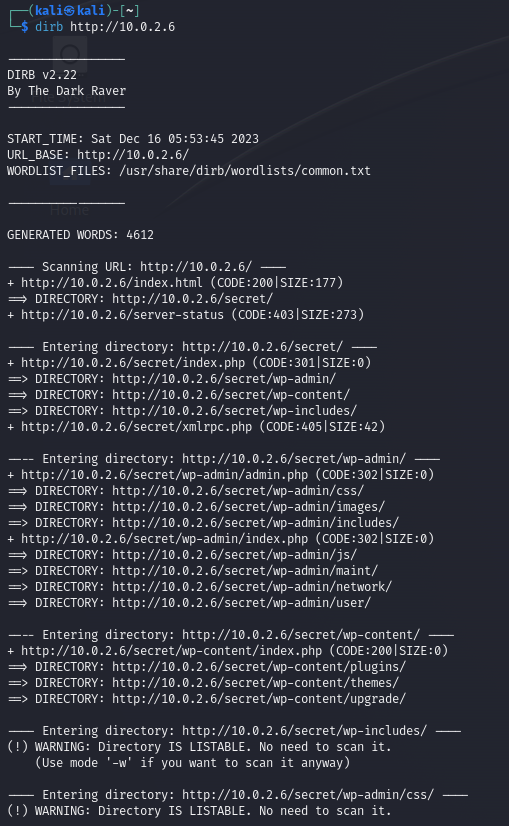 ┌──(kali㉿kali)-[~]
└─$ dirb http://10.0.2.6
-----------------
DIRB v2.22
By The Dark Raver
-----------------
START_TIME: Sat Dec 16 05:53:45 2023
URL_BASE: http://10.0.2.6/
WORDLIST_FILES: /usr/share/dirb/wordlists/common.txt
-----------------
Home
GENERATED WORDS: 4612
---- Scanning URL: http://10.0.2.6/ ----
+ http://10.0.2.6/index.html (CODE:200|SIZE:177)
==> DIRECTORY: http://10.0.2.6/secret/
+ http://10.0.2.6/server-status (CODE:403|SIZE:273)
---- Entering directory: http://10.0.2.6/secret/ ----
+ http://10.0.2.6/secret/index.php (CODE:301|SIZE:0)
==> DIRECTORY: http://10.0.2.6/secret/wp-admin/
==> DIRECTORY: http://10.0.2.6/secret/wp-content/
==> DIRECTORY: http://10.0.2.6/secret/wp-includes/
+ http://10.0.2.6/secret/xmlrpc.php (CODE:405|SIZE:42)
---- Entering directory: http://10.0.2.6/secret/wp-admin/ ----
+ http://10.0.2.6/secret/wp-admin/admin.php (CODE:302|SIZE:0)
==> DIRECTORY: http://10.0.2.6/secret/wp-admin/css/
==> DIRECTORY: http://10.0.2.6/secret/wp-admin/images/
==> DIRECTORY: http://10.0.2.6/secret/wp-admin/includes/
+ http://10.0.2.6/secret/wp-admin/index.php (CODE:302|SIZE:0)
==> DIRECTORY: http://10.0.2.6/secret/wp-admin/js/
==> DIRECTORY: http://10.0.2.6/secret/wp-admin/maint/
==> DIRECTORY: http://10.0.2.6/secret/wp-admin/network/
==> DIRECTORY: http://10.0.2.6/secret/wp-admin/user/
---- Entering directory: http://10.0.2.6/secret/wp-content/ ----
+ http://10.0.2.6/secret/wp-content/index.php (CODE:200|SIZE:0)
==> DIRECTORY: http://10.0.2.6/secret/wp-content/plugins/
==> DIRECTORY: http://10.0.2.6/secret/wp-content/themes/
==> DIRECTORY: http://10.0.2.6/secret/wp-content/upgrade/
---- Entering directory: http://10.0.2.6/secret/wp-includes/ ----
(!) WARNING: Directory IS LISTABLE. No need to scan it.
(Use mode '-w' if you want to scan it anyway)
---- Entering directory: http://10.0.2.6/secret/wp-admin/css/ ----
(!) WARNING: Directory IS LISTABLE. No need to scan it.